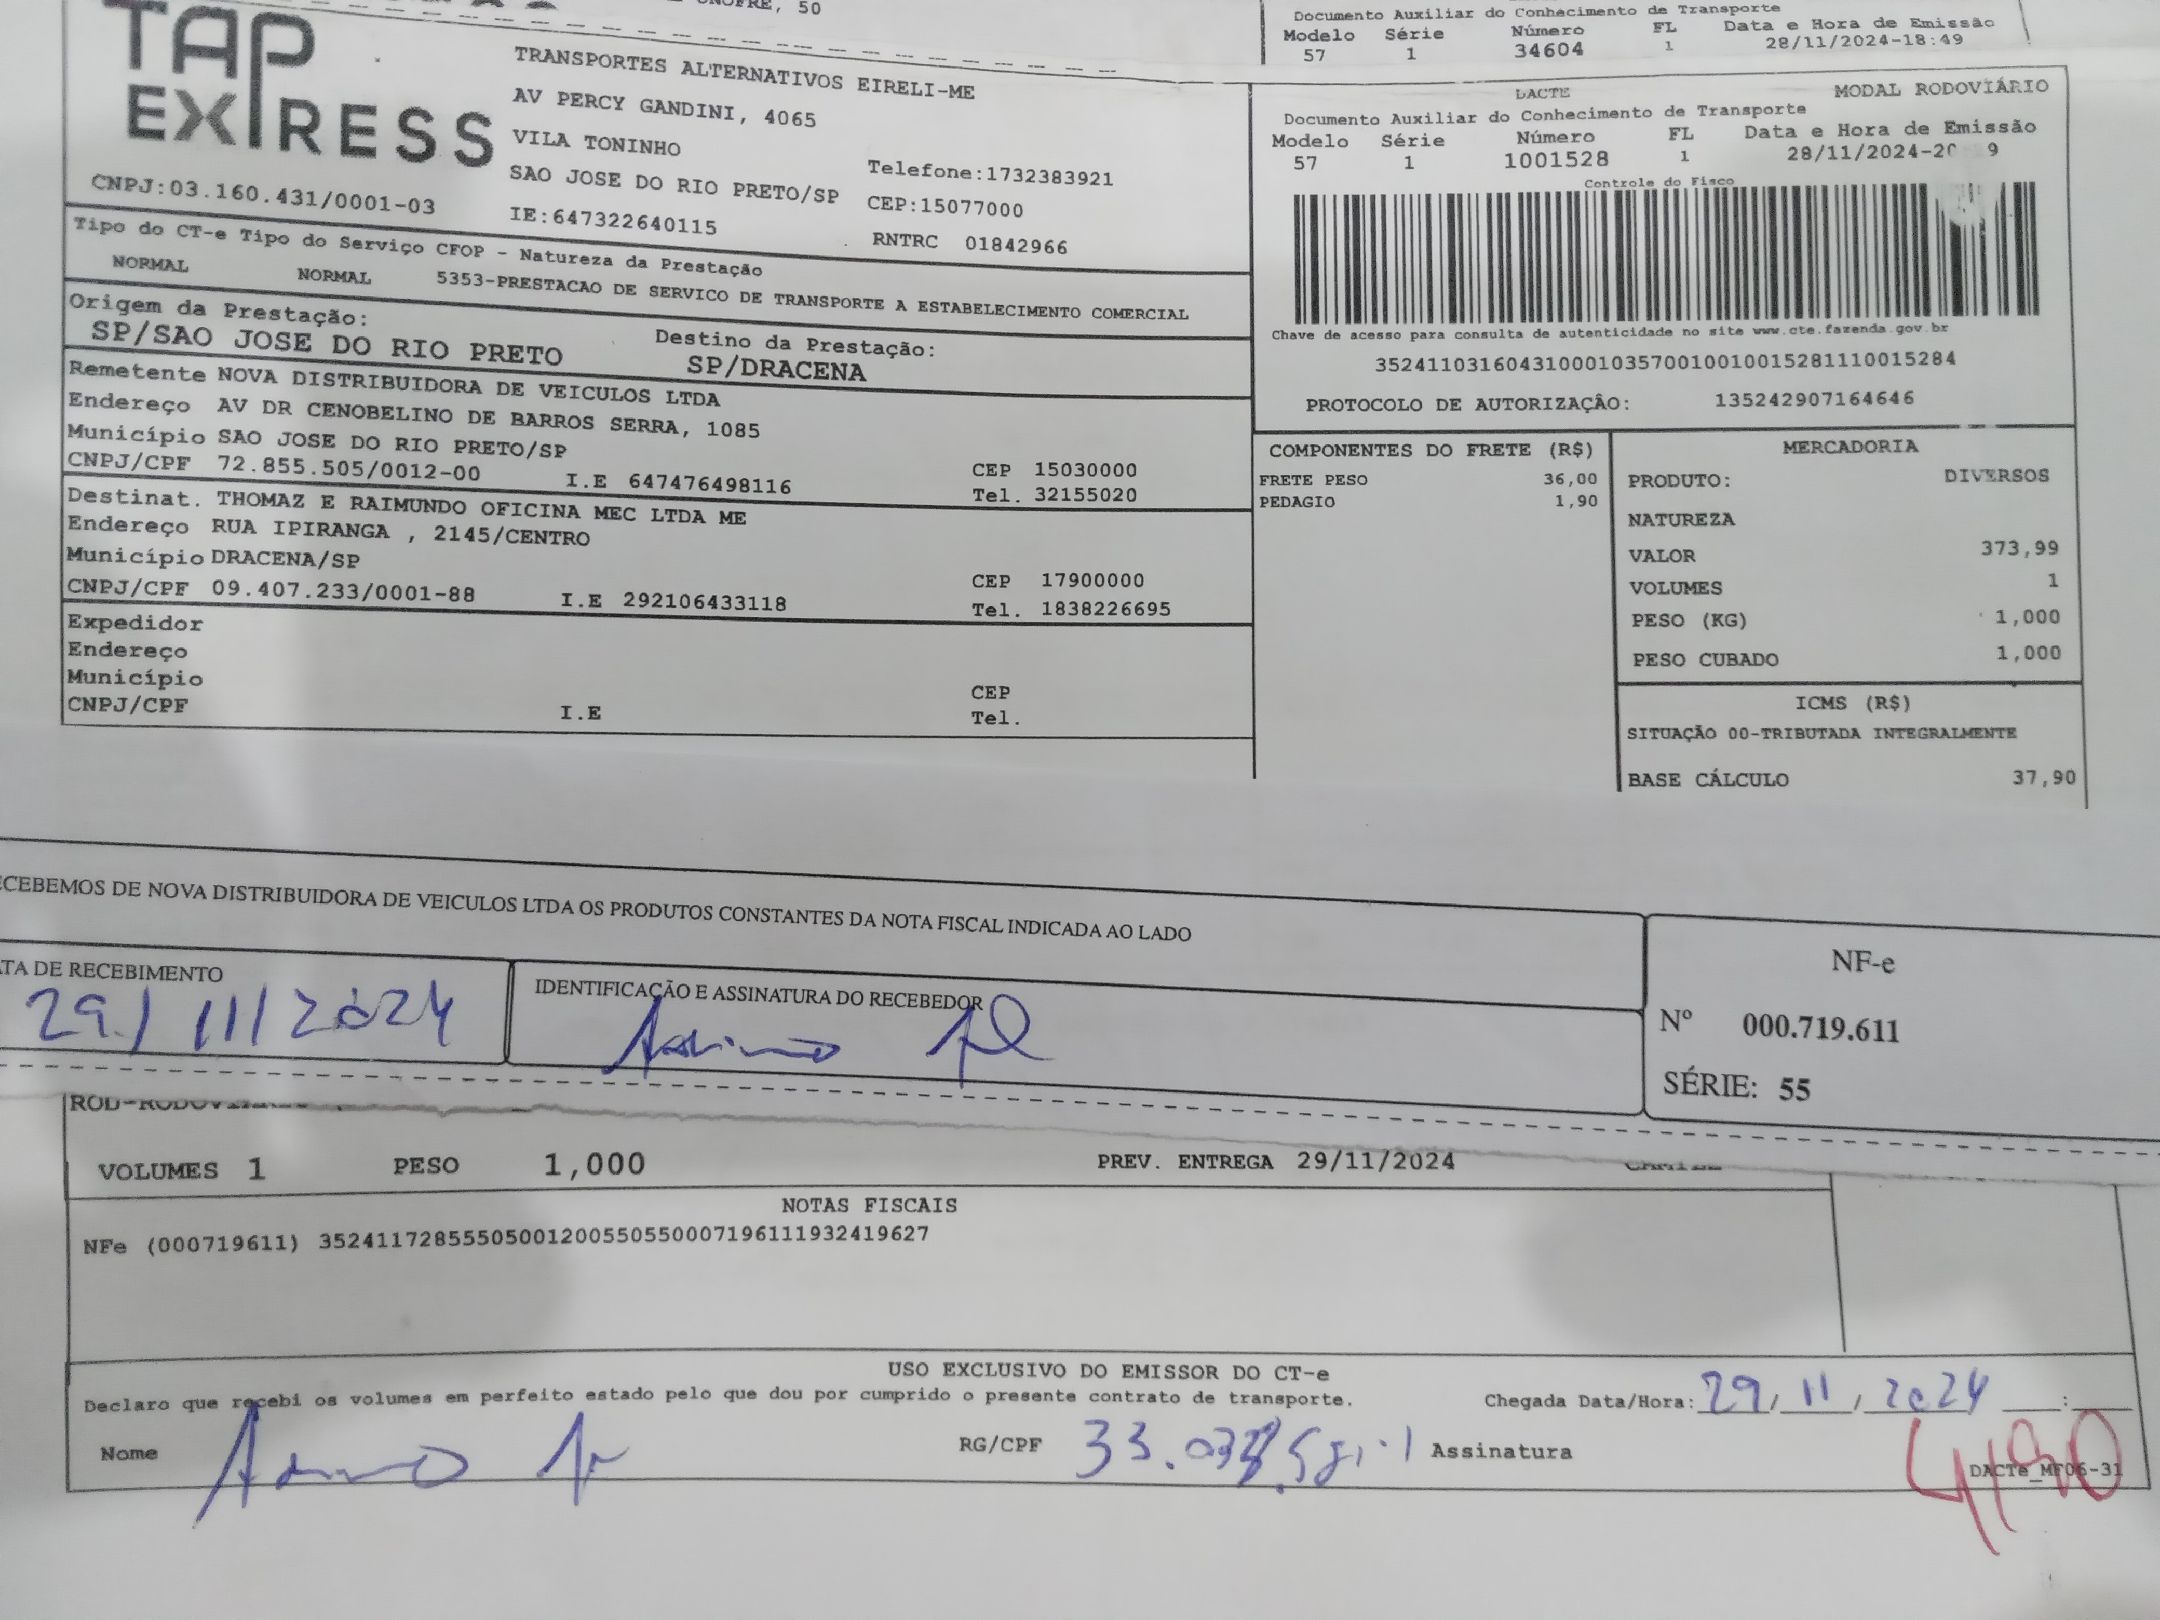 ONOFRE, 50
Documento Auxiliar do Conhecimento de Transporte
Modelo Série Número FL Data e Hora de Emissão
57 1 34604 1 28/11/2024-18:49
TAP EXPRESS
CNPJ:03.160.431/0001-03
TRANSPORTES ALTERNATIVOS EIRELI-ME
AV PERCY GANDINI, 4065
VILA TONINHO
SAO JOSE DO RIO PRETO/SP
IE:647322640115
Telefone:1732383921
CEP:15077000
RNTRC 01842966
DACTE MODAL RODOVIÁRIO
Documento Auxiliar do Conhecimento de Transporte
Modelo Série Número FL Data e Hora de Emissão
57 1 1001528 1 28/11/2024-20 9
Controle do Fisco
Chave de acesso para consulta de autenticidade no site www.cte.fazenda.gov.br
35241103160431000103570010010015281110015284
PROTOCOLO DE AUTORIZAÇÃO: 135242907164646
Tipo do CT-e Tipo do Serviço CFOP - Natureza da Prestação
NORMAL NORMAL 5353-PRESTACAO DE SERVICO DE TRANSPORTE A ESTABELECIMENTO COMERCIAL
Origem da Prestação: Destino da Prestação:
SP/SAO JOSE DO RIO PRETO SP/DRACENA
Remetente NOVA DISTRIBUIDORA DE VEICULOS LTDA
Endereço AV DR CENOBELINO DE BARROS SERRA, 1085
Município SAO JOSE DO RIO PRETO/SP CEP 15030000
CNPJ/CPF 72.855.505/0012-00 I.E 647476498116 Tel. 32155020
Destinat. THOMAZ E RAIMUNDO OFICINA MEC LTDA ME
Endereço RUA IPIRANGA , 2145/CENTRO
Município DRACENA/SP CEP 17900000
CNPJ/CPF 09.407.233/0001-88 I.E 292106433118 Tel. 1838226695
Expedidor
Endereço
Município CEP
CNPJ/CPF I.E Tel.
COMPONENTES DO FRETE (R$)
FRETE PESO 36,00
PEDAGIO 1,90
MERCADORIA
PRODUTO: DIVERSOS
NATUREZA
VALOR 373,99
VOLUMES 1
PESO (KG) 1,000
PESO CUBADO 1,000
ICMS (R$)
SITUAÇÃO 00-TRIBUTADA INTEGRALMENTE
BASE CÁLCULO 37,90
ECEBEMOS DE NOVA DISTRIBUIDORA DE VEICULOS LTDA OS PRODUTOS CONSTANTES DA NOTA FISCAL INDICADA AO LADO
ATA DE RECEBIMENTO
29/11/2024
IDENTIFICAÇÃO E ASSINATURA DO RECEBEDOR
NF-e
Nº 000.719.611
SÉRIE: 55
VOLUMES 1 PESO 1,000 PREV. ENTREGA 29/11/2024
NOTAS FISCAIS
NFe (000719611) 35241172855505001200550550007196111932419627
USO EXCLUSIVO DO EMISSOR DO CT-e
Declaro que recebi os volumes em perfeito estado pelo que dou por cumprido o presente contrato de transporte. Chegada Data/Hora: 29/11/2024 :
Nome RG/CPF Assinatura
DACTe_MF06-31